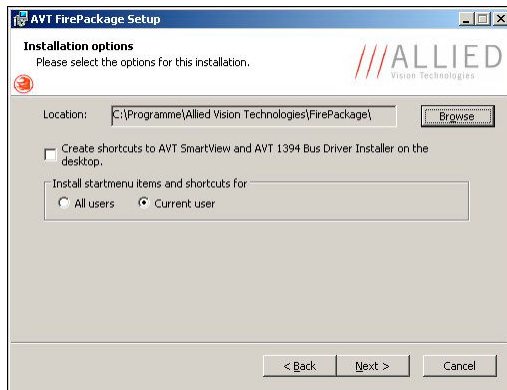 AVT FirePackage Setup
Installation options
Please select the options for this installation.
///ALLIED
Vision Technologies
Location:
C:\Programme\Allied Vision Technologies\FirePackage\
Browse
Create shortcuts to AVT SmartView and AVT 1394 Bus Driver Installer on the
desktop.
Install startmenu items and shortcuts for
All users
Current user
< Back
Next >
Cancel